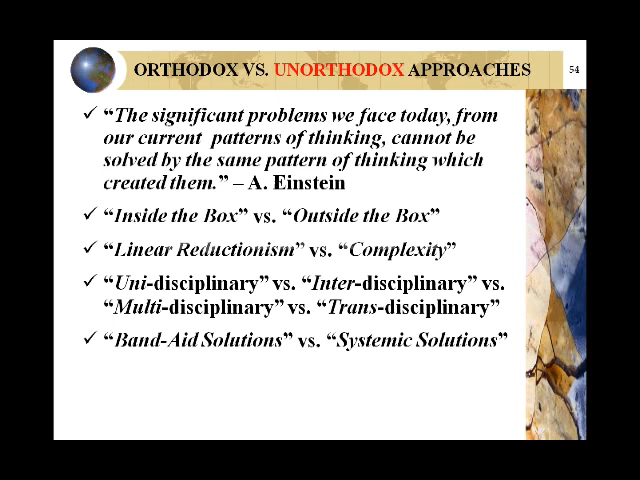 ORTHODOX VS. UNORTHODOX APPROACHES
54
✓ “The significant problems we face today, from
our current patterns of thinking, cannot be
solved by the same pattern of thinking which
created them.” – A. Einstein
✓ “Inside the Box” vs. “Outside the Box”
✓ “Linear Reductionism” vs. “Complexity”
✓ “Uni-disciplinary” vs. “Inter-disciplinary” vs.
“Multi-disciplinary” vs. “Trans-disciplinary”
✓ “Band-Aid Solutions” vs. “Systemic Solutions”